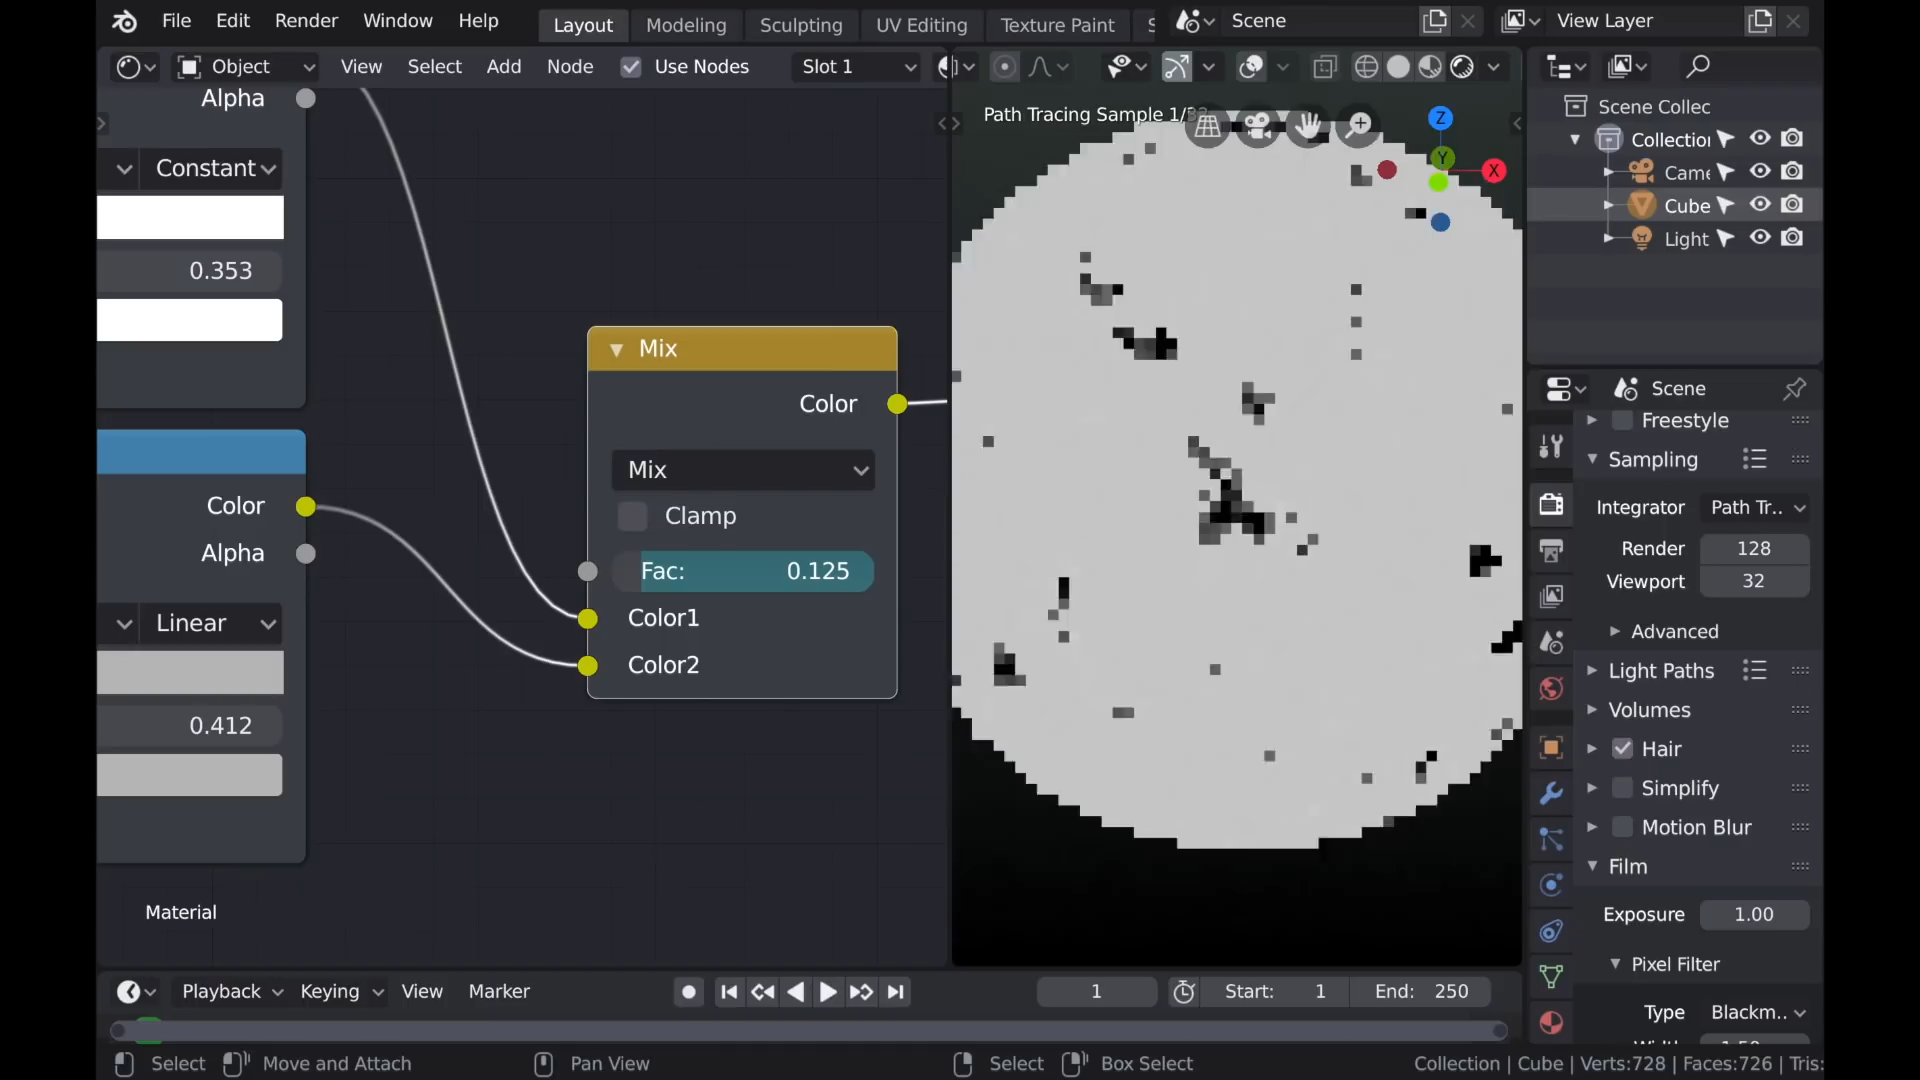 File Edit Render Window Help Layout Modeling Sculpting UV Editing Texture Paint S Scene View Layer
Object View Select Add Node Use Nodes Slot 1
Alpha
Constant
0.353
Color
Alpha
Linear
0.412
Material
Mix
Color
Mix
Clamp
Fac: 0.125
Color1
Color2
Path Tracing Sample 1/32
Z
Y
X
Scene Collec
Collectio
Came
Cube
Light
Scene
Freestyle
Sampling
Integrator Path Tr..
Render 128
Viewport 32
Advanced
Light Paths
Volumes
Hair
Simplify
Motion Blur
Film
Exposure 1.00
Pixel Filter
Type Blackm..
Playback Keying View Marker 1 Start: 1 End: 250
Select Move and Attach Pan View Select Box Select Collection | Cube | Verts:728 | Faces:726 | Tris: